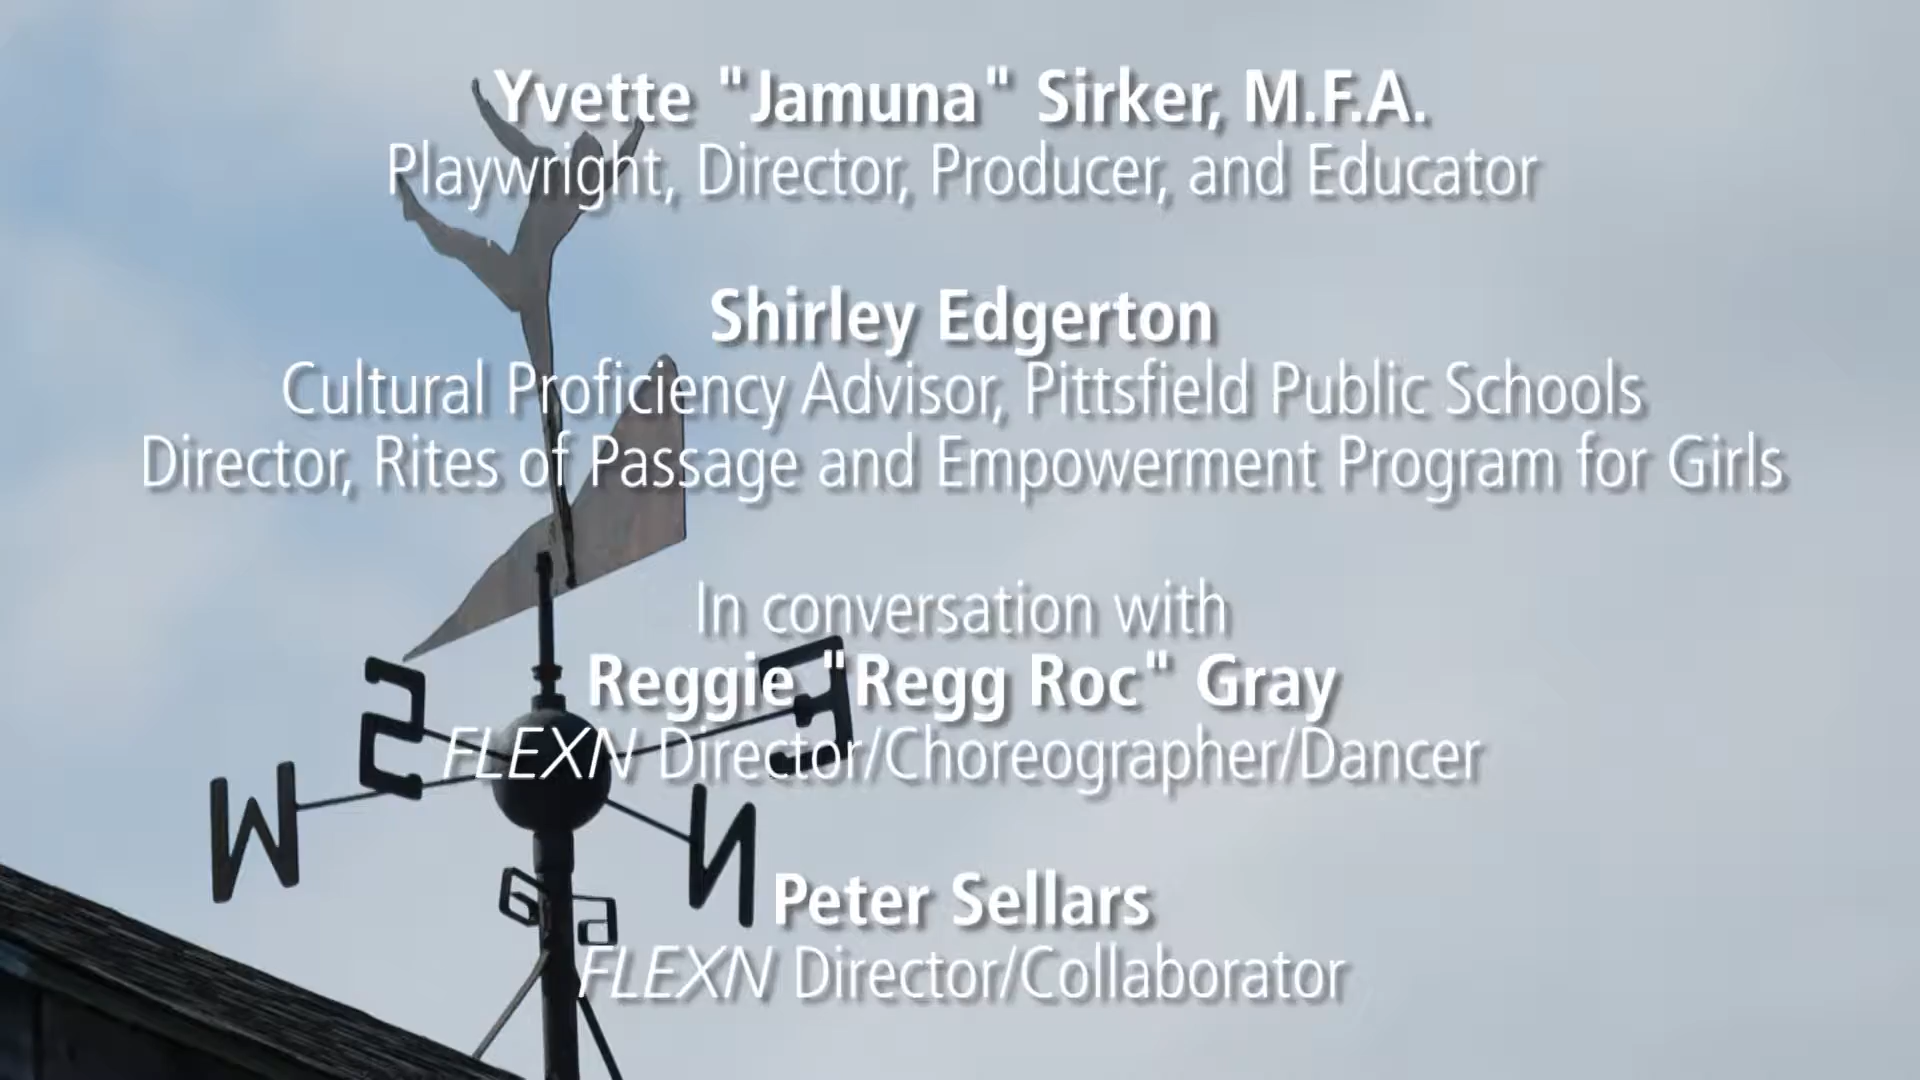 Yvette "Jamuna" Sirker, M.F.A.
Playwright, Director, Producer, and Educator
Shirley Edgerton
Cultural Proficiency Advisor, Pittsfield Public Schools
Director, Rites of Passage and Empowerment Program for Girls
In conversation with
Reggie "Regg Roc" Gray
FLEXN Director/Choreographer/Dancer
Peter Sellars
FLEXN Director/Collaborator
S
E
W
N